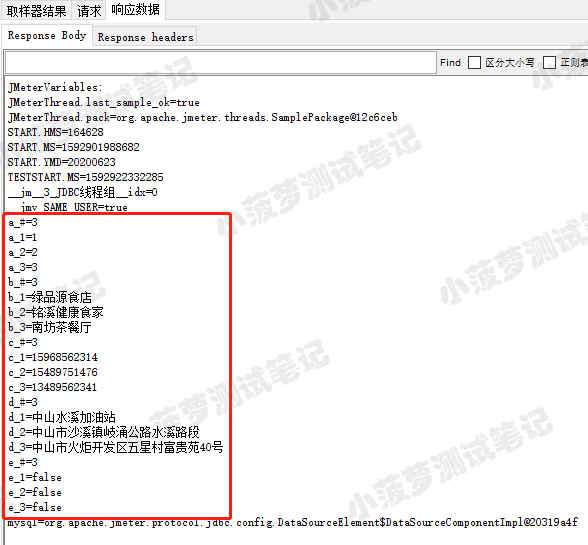 取样器结果 请求 响应数据
Response Body Response headers
Find 区分大小写 正则表
JMeterVariables:
JMeterThread.last_sample_ok=true
JMeterThread.pack=org.apache.jmeter.threads.SamplePackage@12c6ceb
START.HMS=164628
START.MS=1592901988682
START.YMD=20200623
TESTSTART.MS=1592922332285
__jm__3_JDBC线程组__idx=0
__jmv_SAME_USER=true
a_#=3
a_1=1
a_2=2
a_3=3
b_#=3
b_1=绿品源食店
b_2=铭溪健康食家
b_3=南坊茶餐厅
c_#=3
c_1=15968562314
c_2=15489751476
c_3=13489562341
d_#=3
d_1=中山水溪加油站
d_2=中山市沙溪镇岐涌公路水溪路段
d_3=中山市火炬开发区五星村富贵苑40号
e_#=3
e_1=false
e_2=false
e_3=false
mysql=org.apache.jmeter.protocol.jdbc.config.DataSourceElement$DataSourceComponentImpl@20319a4f
小菠萝测试笔记